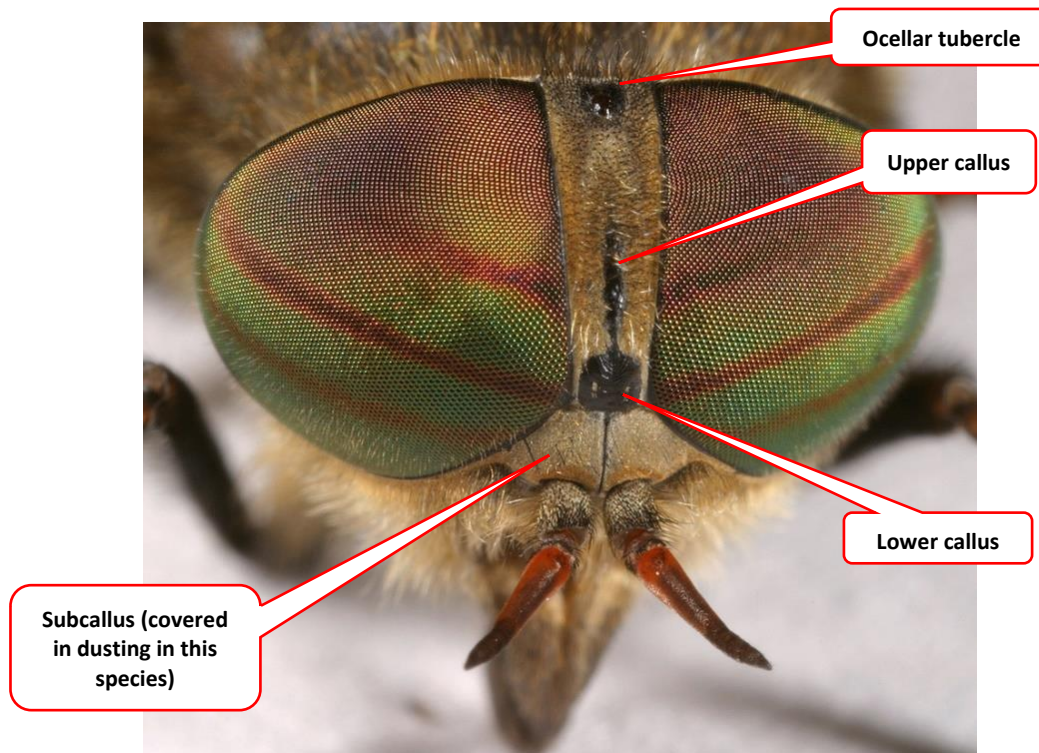 Ocellar tubercle
Upper callus
Lower callus
Subcallus (covered
in dusting in this
species)